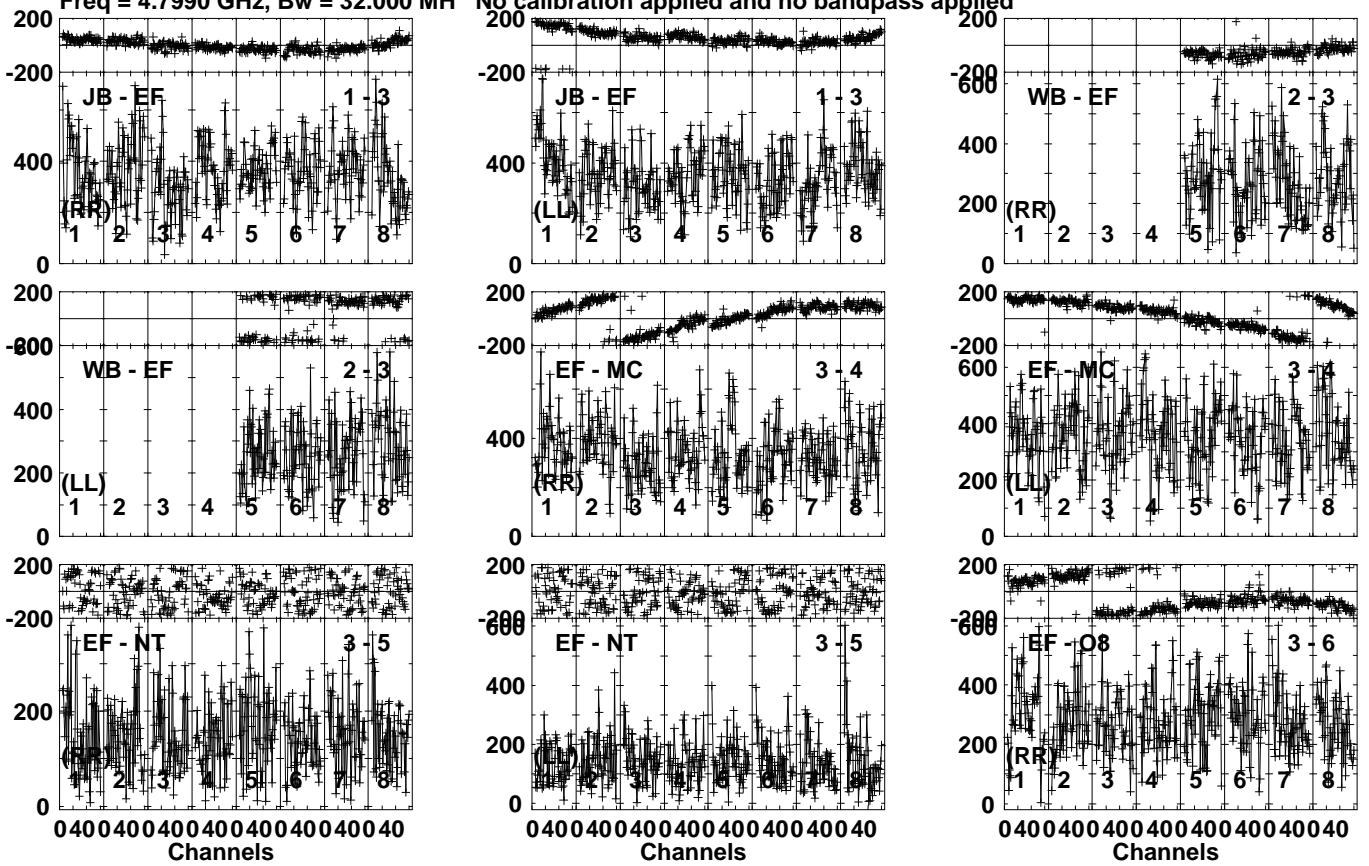 Freq = 4.7990 GHz, Bw = 32.000 MH No calibration applied and no bandpass applied
200 200 200
-200 -200 -200
JB - EF 1 - 3 JB - EF 1 - 3 600 WB - EF 2 - 3
400 400 400
(RR) (LL) 200 (RR)
1 2 3 4 5 6 7 8 1 2 3 4 5 6 7 8 1 2 3 4 5 6 7 8
0 0 0
200 200 200
-200 -200 -200
600
WB - EF 2 - 3 EF - MC 3 - 4 600 EF - MC 3 - 4
400 400 400
200 200
(LL) (RR) (LL)
1 2 3 4 5 6 7 8 1 2 3 4 5 6 7 8 1 2 3 4 5 6 7 8
0 0 0
200 200 200
-200 -200 -200
600 600
EF - NT 3 - 5 EF - NT 3 - 5 EF - O8 3 - 6
400 400
200 200 200
(RR) (LL) (RR)
1 2 3 4 5 6 7 8 1 2 3 4 5 6 7 8 1 2 3 4 5 6 7 8
0 0 0
0 40 0 40 0 40 0 40 0 40 0 40 0 40 0 40 0 40 0 40 0 40 0 40 0 40 0 40 0 40 0 40 0 40 0 40 0 40 0 40 0 40 0 40 0 40 0 40
Channels Channels Channels